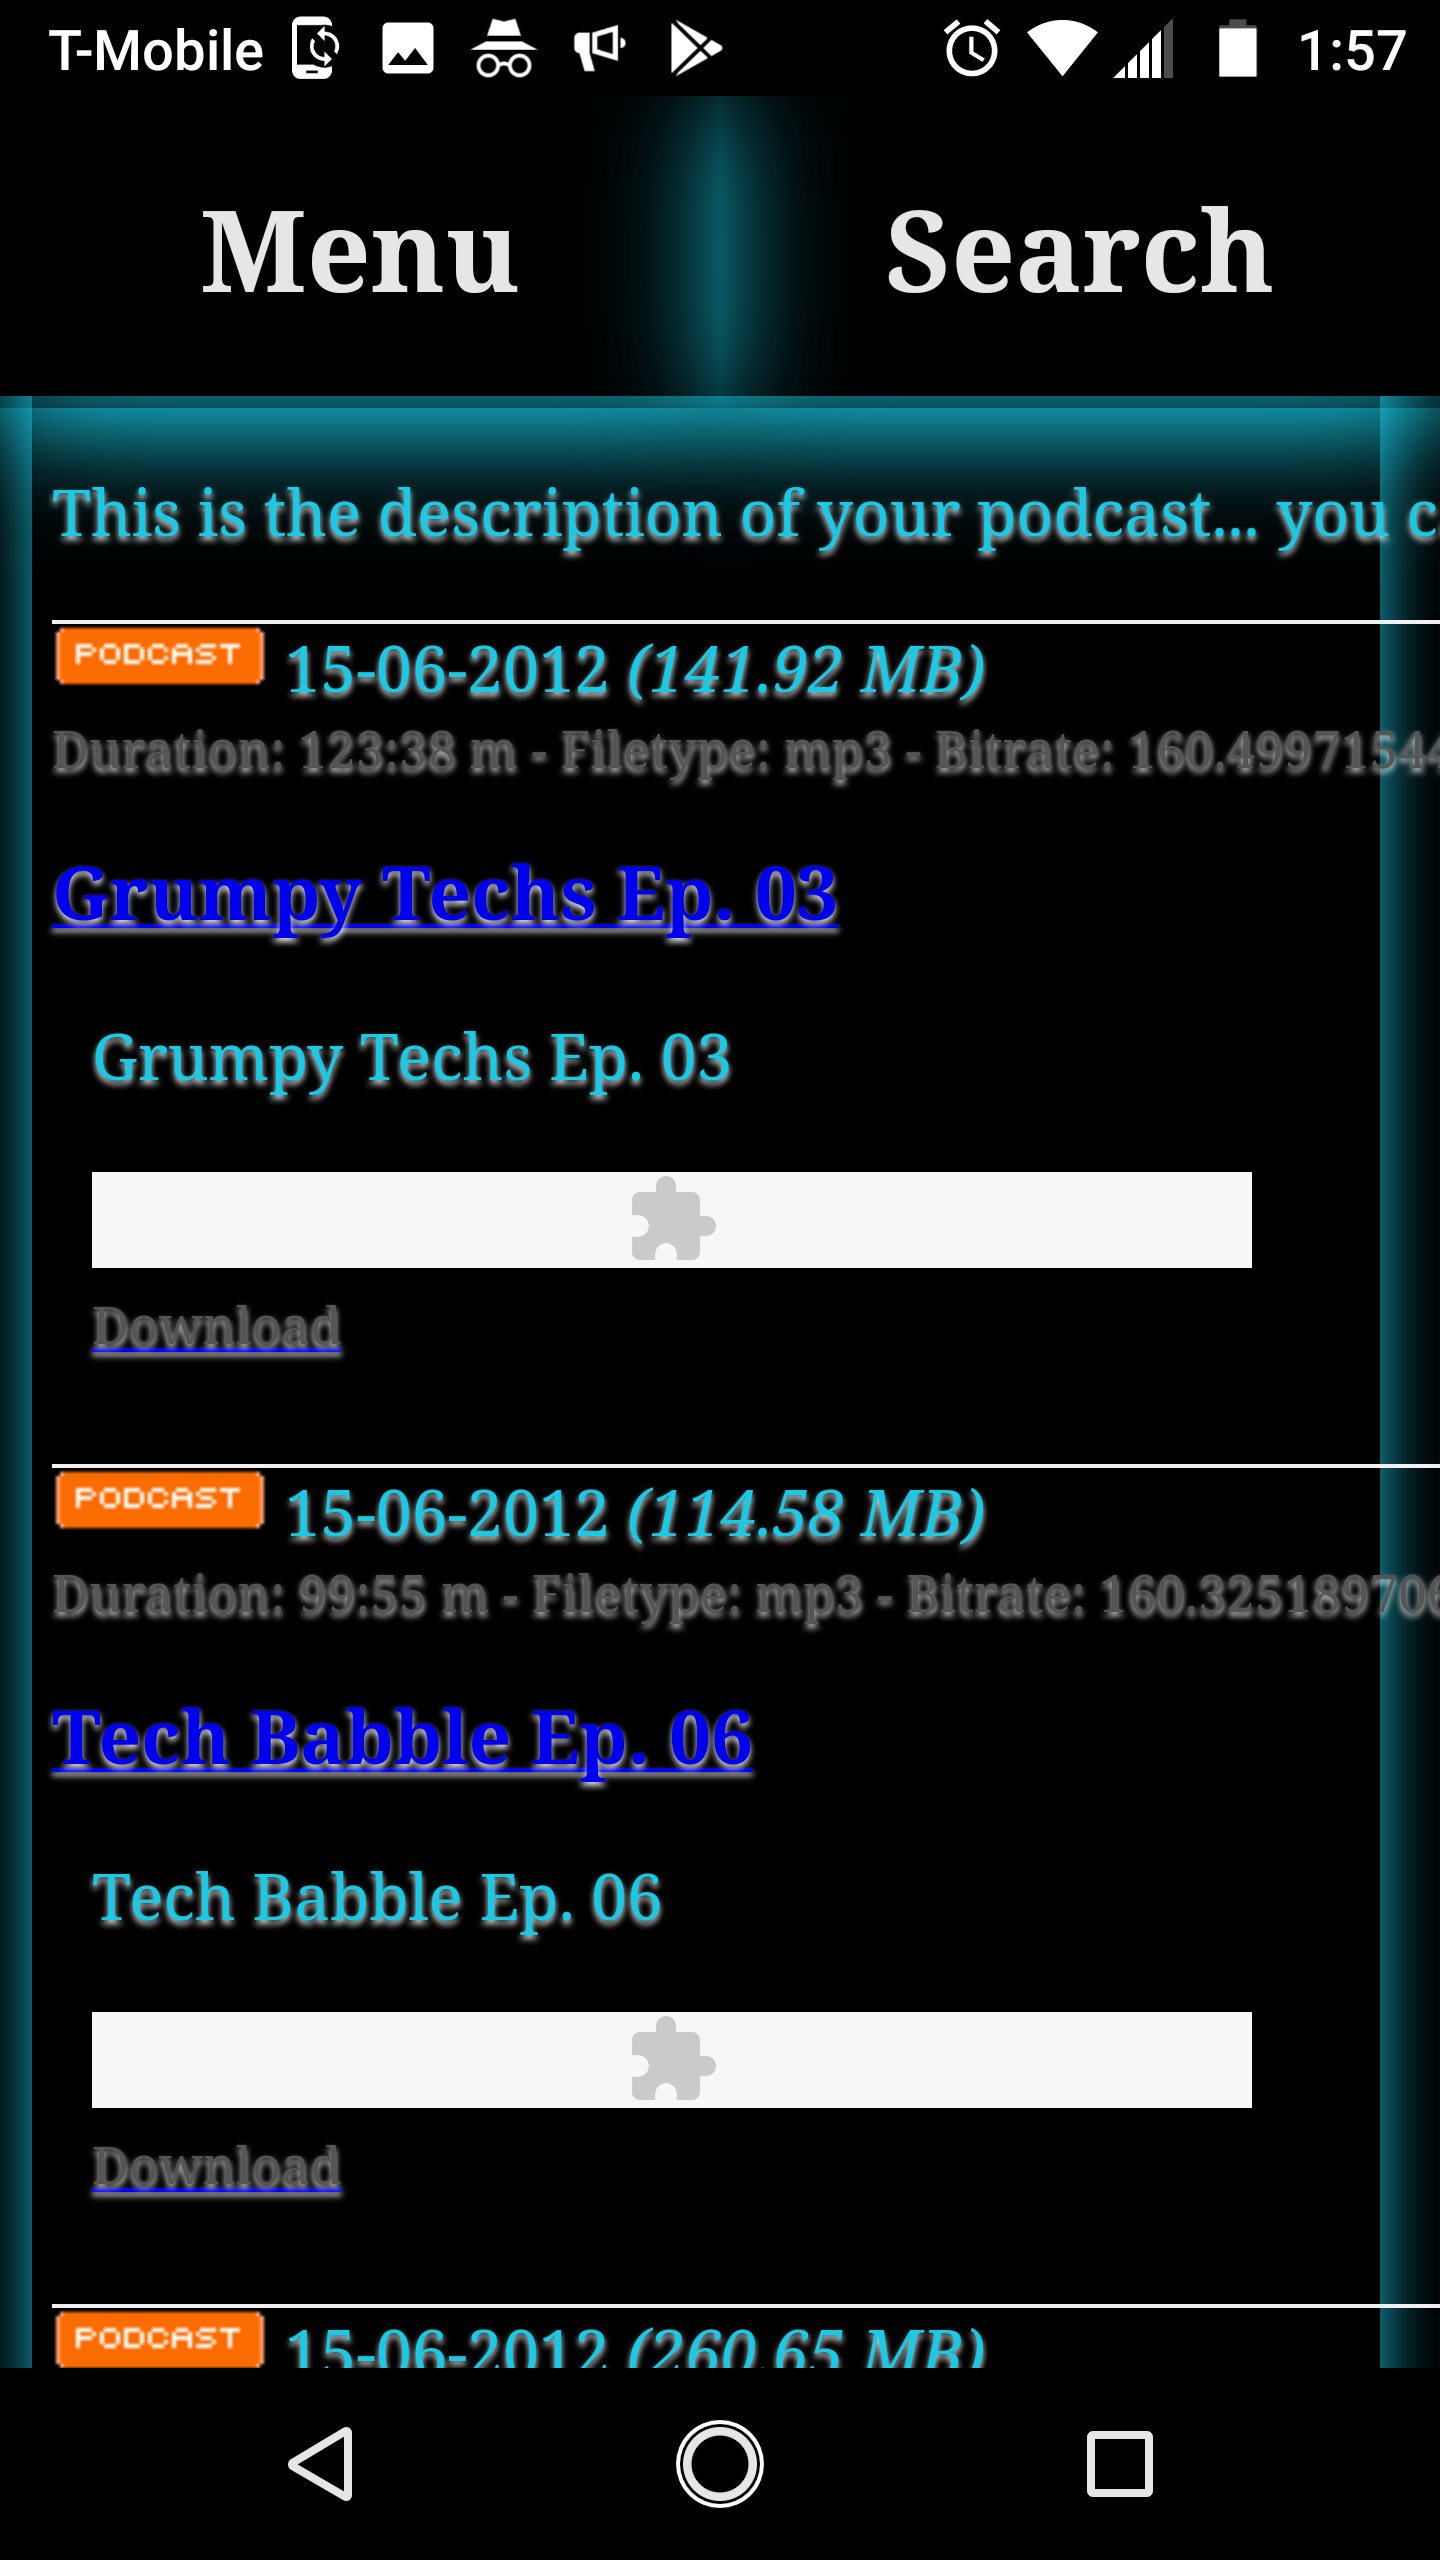 T-Mobile 1:57
Menu Search
This is the description of your podcast... you c
PODCAST 15-06-2012 (141.92 MB)
Duration: 123:38 m - Filetype: mp3 - Bitrate: 160.49971544
Grumpy Techs Ep. 03
Grumpy Techs Ep. 03
Download
PODCAST 15-06-2012 (114.58 MB)
Duration: 99:55 m - Filetype: mp3 - Bitrate: 160.325189706
Tech Babble Ep. 06
Tech Babble Ep. 06
Download
PODCAST 15-06-2012 (260.65 MB)